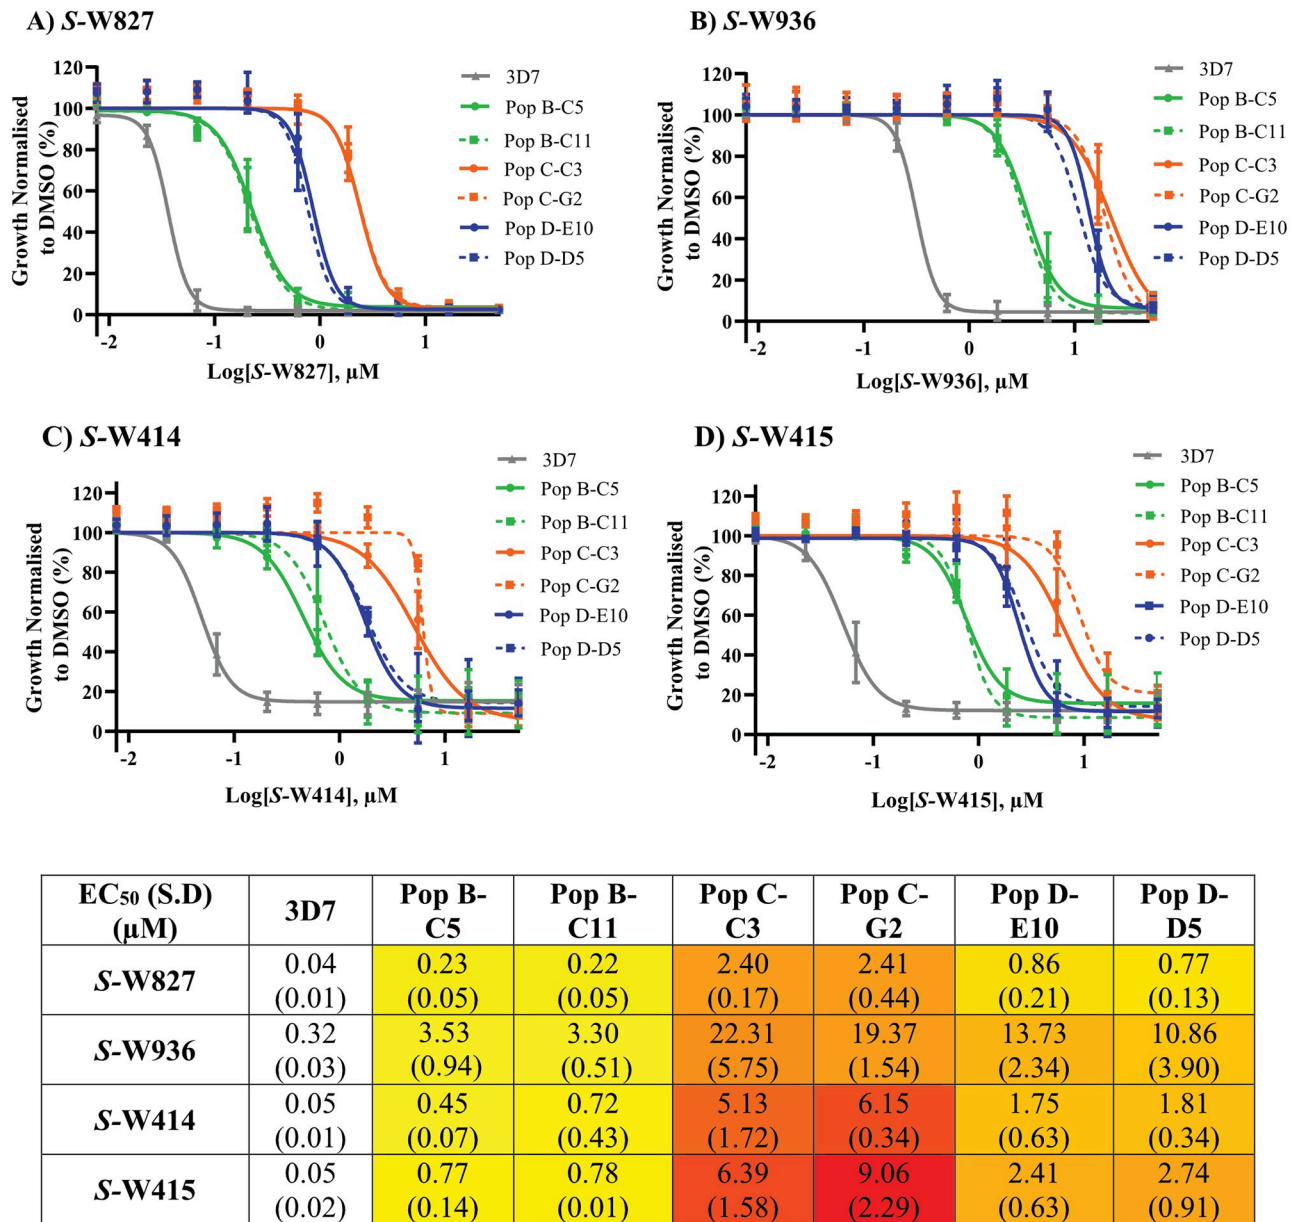 A) S-W827
120
100
80
60
40
20
0
-2 -1 0 1
Growth Normalised
to DMSO (%)
Log[S-W827], µM
3D7
Pop B-C5
Pop B-C11
Pop C-C3
Pop C-G2
Pop D-E10
Pop D-D5
B) S-W936
120
100
80
60
40
20
0
-2 -1 0 1
Growth Normalised
to DMSO (%)
Log[S-W936], µM
3D7
Pop B-C5
Pop B-C11
Pop C-C3
Pop C-G2
Pop D-E10
Pop D-D5
C) S-W414
120
100
80
60
40
20
0
-2 -1 0 1
Growth Normalised
to DMSO (%)
Log[S-W414], µM
3D7
Pop B-C5
Pop B-C11
Pop C-C3
Pop C-G2
Pop D-E10
Pop D-D5
D) S-W415
120
100
80
60
40
20
0
-2 -1 0 1
Growth Normalised
to DMSO (%)
Log[S-W415], µM
3D7
Pop B-C5
Pop B-C11
Pop C-C3
Pop C-G2
Pop D-E10
Pop D-D5
EC₅₀ (S.D) 3D7 Pop B- Pop B- Pop C- Pop C- Pop D- Pop D-
(µM) C5 C11 C3 G2 E10 D5
S-W827 0.04 0.23 0.22 2.40 2.41 0.86 0.77
(0.01) (0.05) (0.05) (0.17) (0.44) (0.21) (0.13)
S-W936 0.32 3.53 3.30 22.31 19.37 13.73 10.86
(0.03) (0.94) (0.51) (5.75) (1.54) (2.34) (3.90)
S-W414 0.05 0.45 0.72 5.13 6.15 1.75 1.81
(0.01) (0.07) (0.43) (1.72) (0.34) (0.63) (0.34)
S-W415 0.05 0.77 0.78 6.39 9.06 2.41 2.74
(0.02) (0.14) (0.01) (1.58) (2.29) (0.63) (0.91)